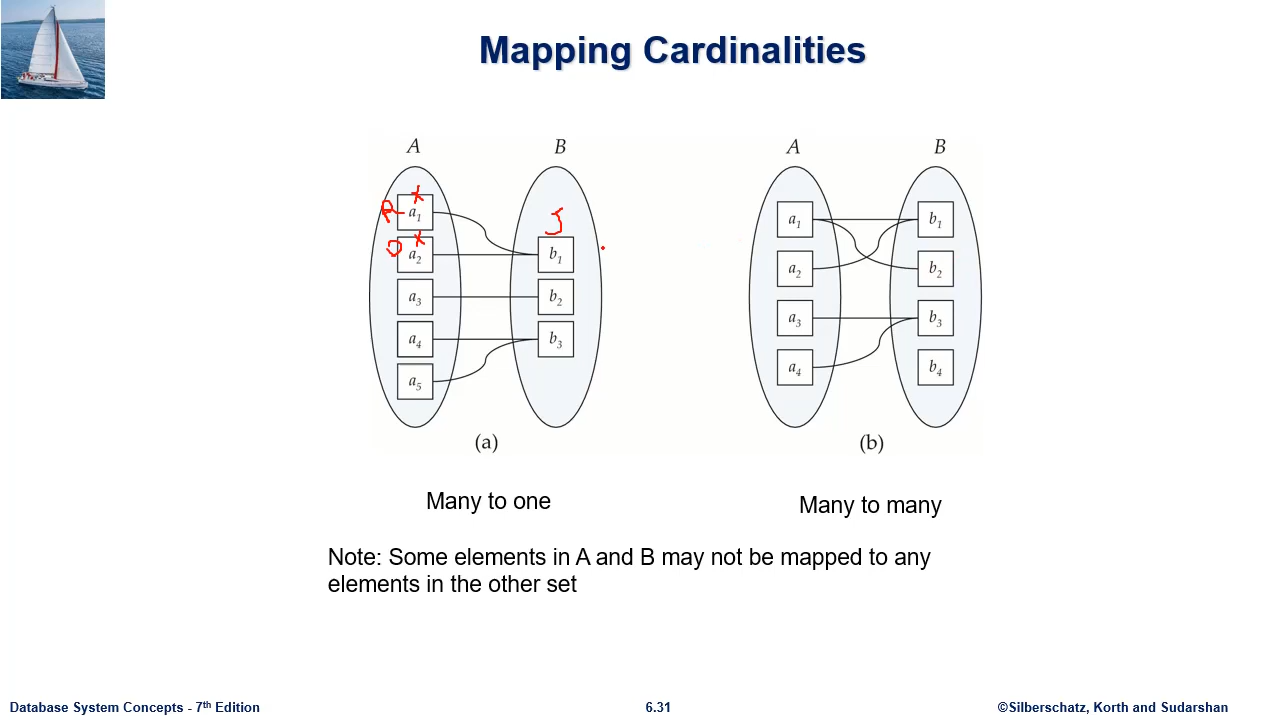 Mapping Cardinalities
A B
a1 b1
a2 b2
a3 b3
a4
a5
(a)
A B
a1 b1
a2 b2
a3 b3
a4 b4
(b)
Many to one
Many to many
Note: Some elements in A and B may not be mapped to any
elements in the other set
Database System Concepts - 7th Edition 6.31 ©Silberschatz, Korth and Sudarshan